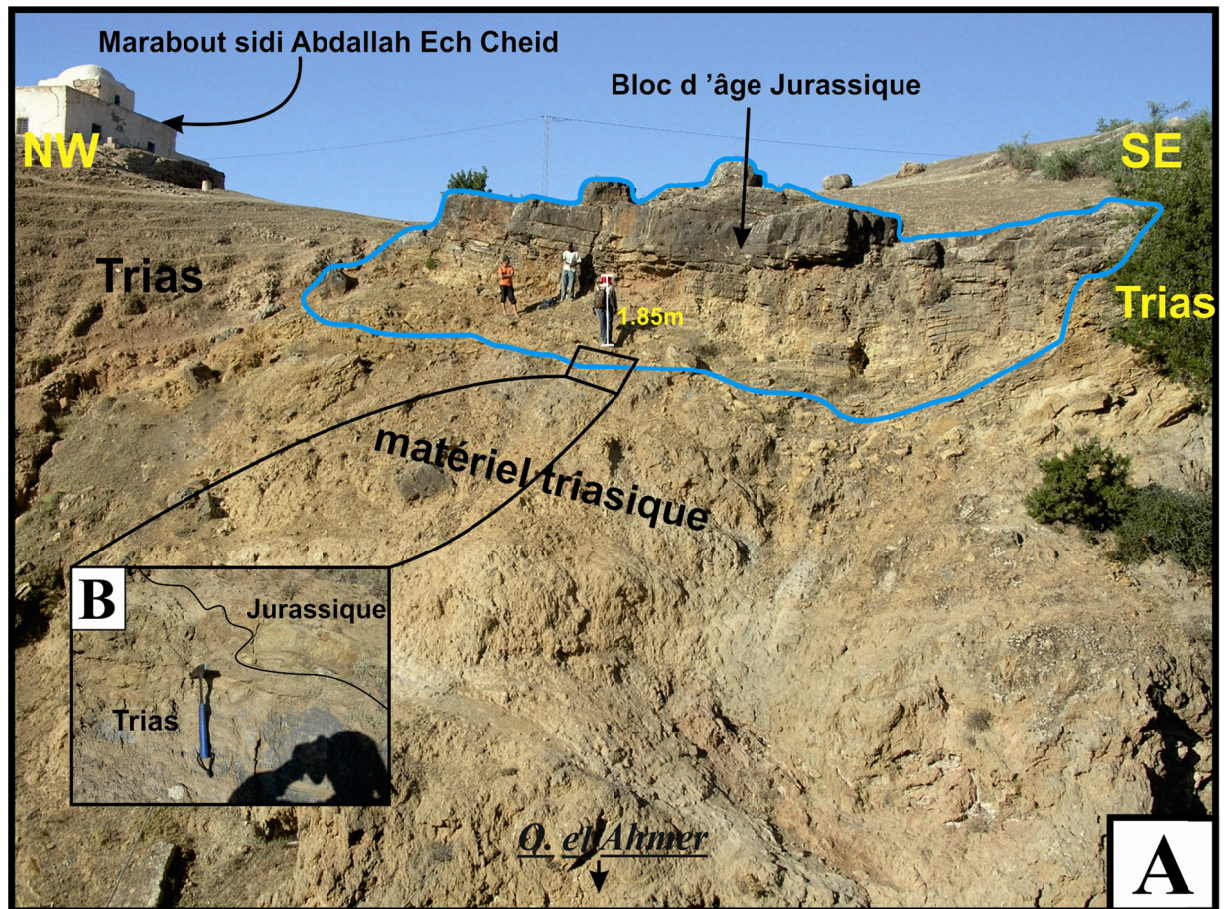 Marabout sidi Abdallah Ech Cheid
Bloc d ’âge Jurassique
NW
SE
Trias
Trias
1.85m
matériel triasique
B
Jurassique
Trias
O. el Ahmer
A